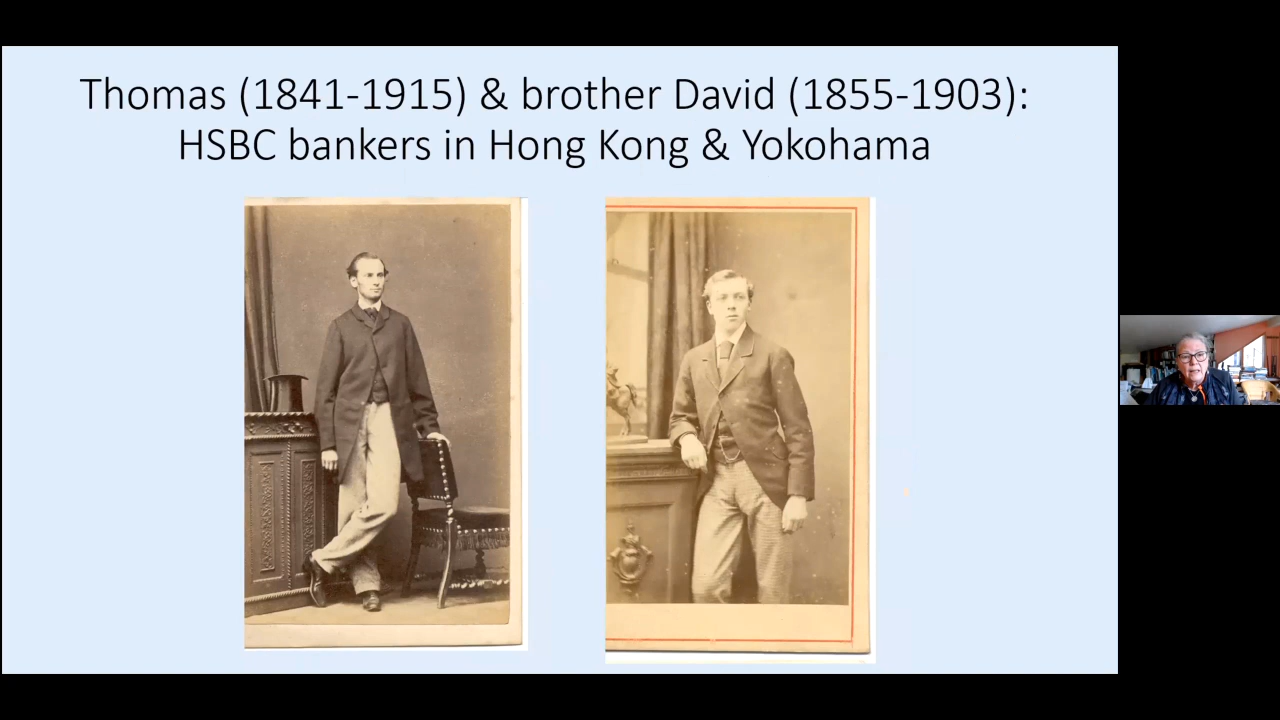 Thomas (1841-1915) & brother David (1855-1903):
HSBC bankers in Hong Kong & Yokohama